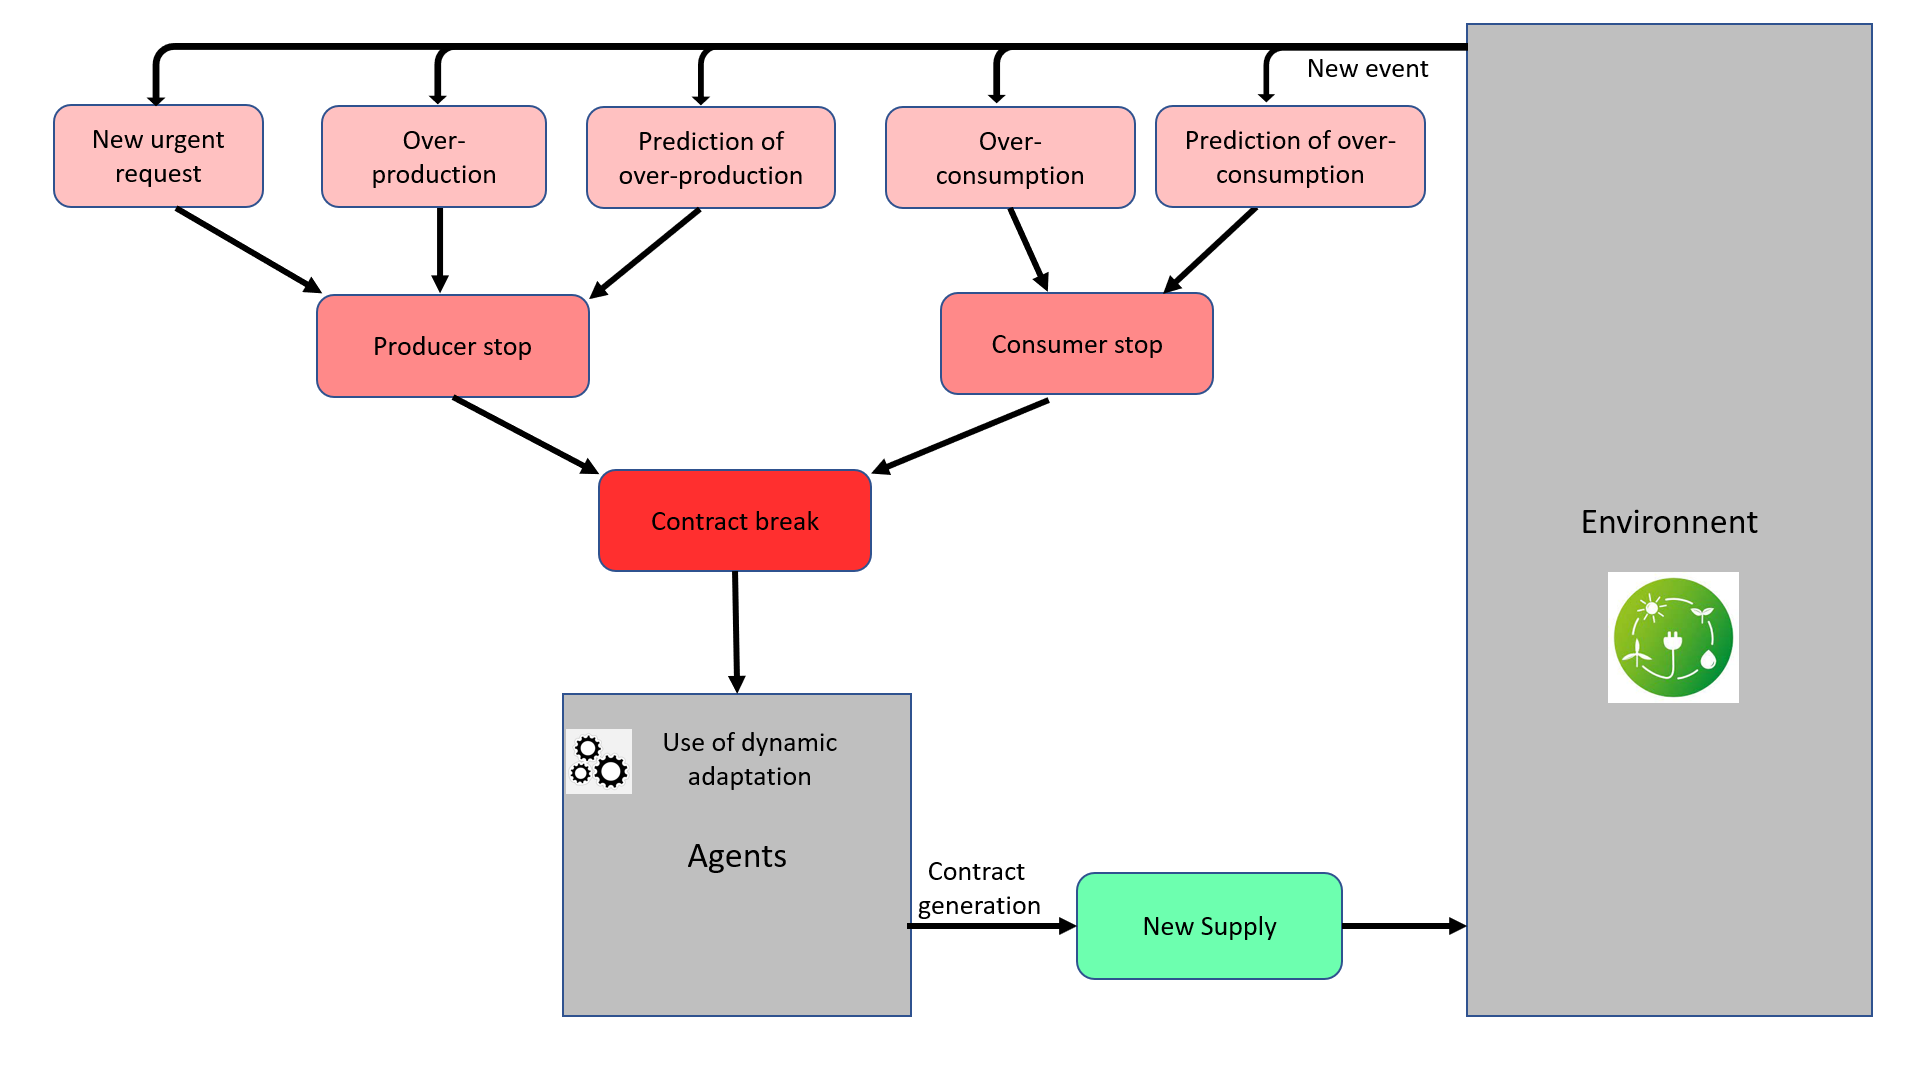 New event
New urgent
request
Over-
production
Prediction of
over-production
Over-
consumption
Prediction of over-
consumption
Producer stop
Consumer stop
Contract break
Environnent
Use of dynamic
adaptation
Agents
Contract
generation
New Supply